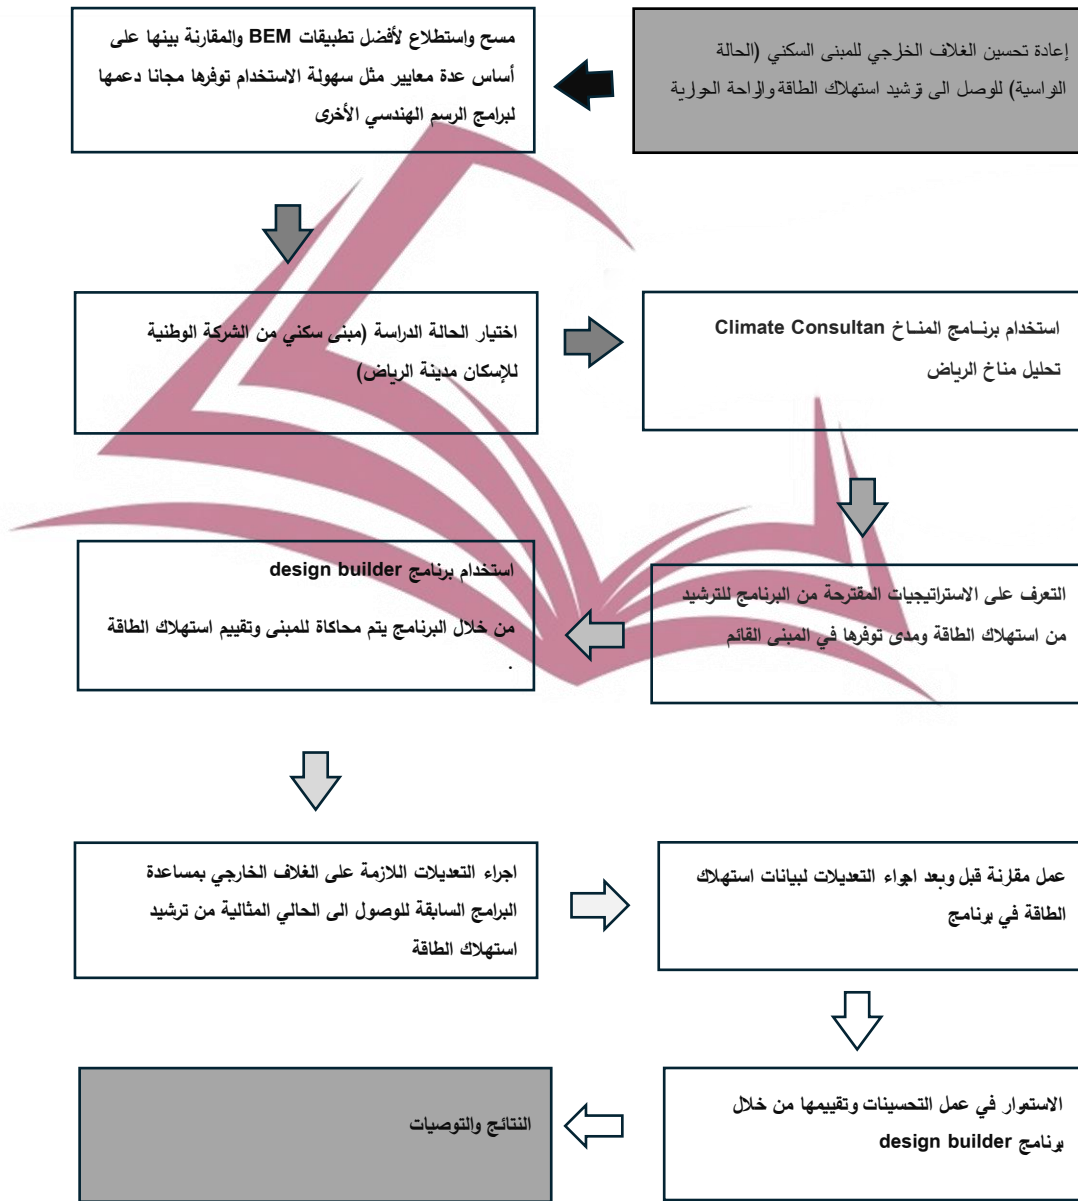 إعادة تحسين الغلاف الخارجي للمبنى السكني (الحالة
الدراسية) للوصل الى ترشيد استهلاك الطاقة والراحة الحرارية
مسح واستطلاع لأفضل تطبيقات BEM والمقارنة بينها على
أساس عدة معايير مثل سهولة الاستخدام توفرها مجانا دعمها
لبرامج الرسم الهندسي الأخرى
اختيار الحالة الدراسة (مبنى سكني من الشركة الوطنية
للإسكان مدينة الرياض)
استخدام برنامج المناخ Climate Consultan
تحليل مناخ الرياض
التعرف على الاستراتيجيات المقترحة من البرنامج للترشيد
من استهلاك الطاقة ومدى توفرها في المبنى القائم
استخدام برنامج design builder
من خلال البرنامج يتم محاكاة للمبنى وتقييم استهلاك الطاقة
.
اجراء التعديلات اللازمة على الغلاف الخارجي بمساعدة
البرامج السابقة للوصول الى الحالي المثالية من ترشيد
استهلاك الطاقة
عمل مقارنة قبل وبعد اجراء التعديلات لبيانات استهلاك
الطاقة في برنامج
الاستمرار في عمل التحسينات وتقييمها من خلال
برنامج design builder
النتائج والتوصيات